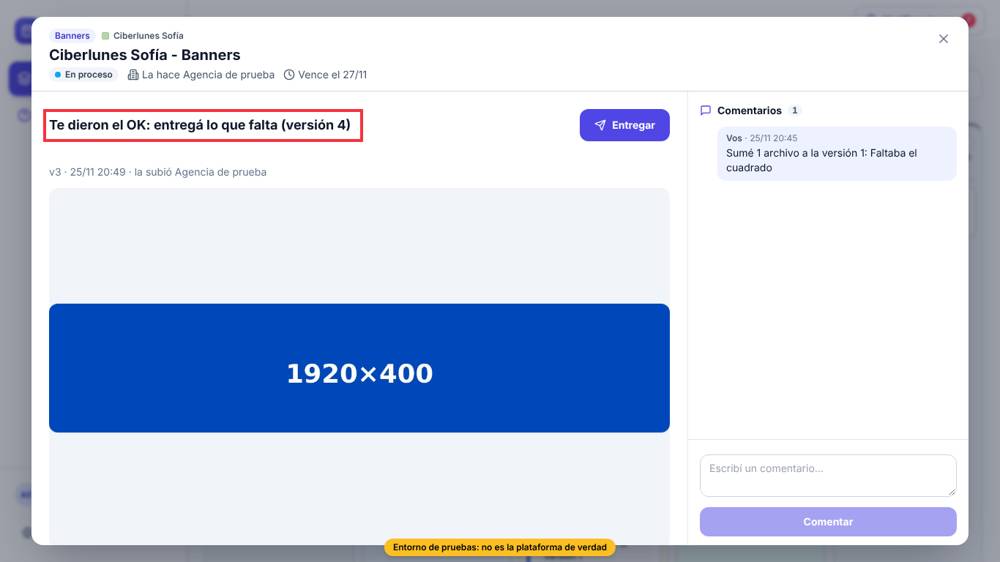 Banners Ciberlunes Sofía
Ciberlunes Sofía - Banners
En proceso La hace Agencia de prueba Vence el 27/11
Te dieron el OK: entregá lo que falta (versión 4)
Entregar
v3 · 25/11 20:49 · la subió Agencia de prueba
1920×400
Comentarios 1
Vos · 25/11 20:45
Sumé 1 archivo a la versión 1: Faltaba el
cuadrado
Escribí un comentario...
Comentar
Entorno de pruebas: no es la plataforma de verdad